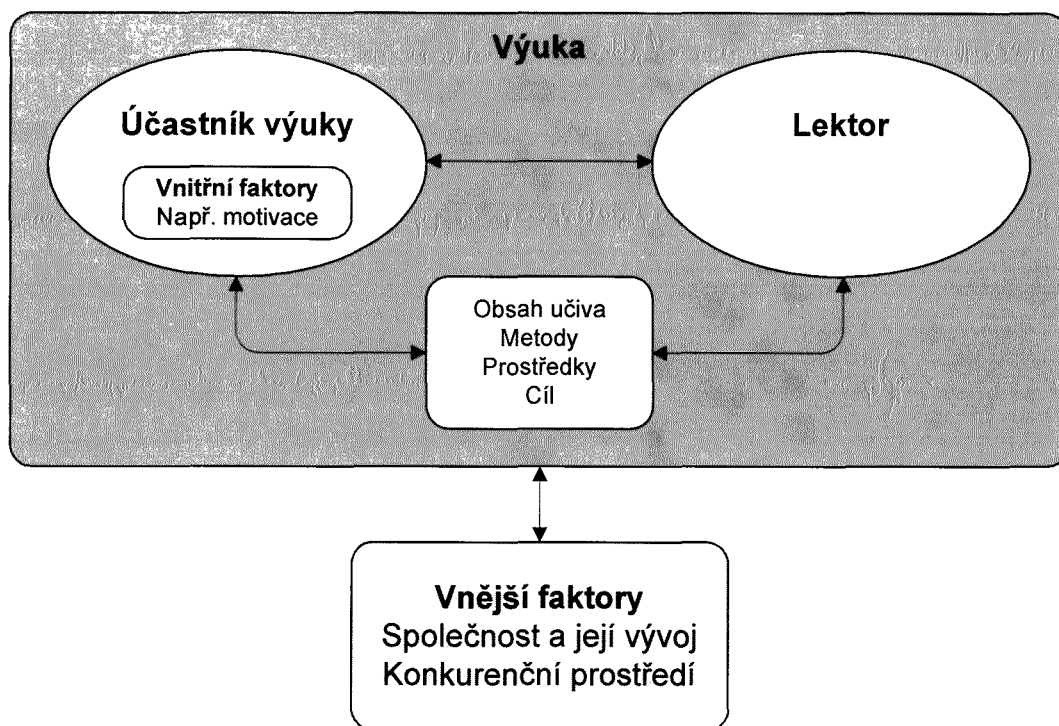 Výuka
Účastník výuky
Vnitřní faktory
Např. motivace
Lektor
Obsah učiva
Metody
Prostředky
Cíl
Vnější faktory
Společnost a její vývoj
Konkurenční prostředí